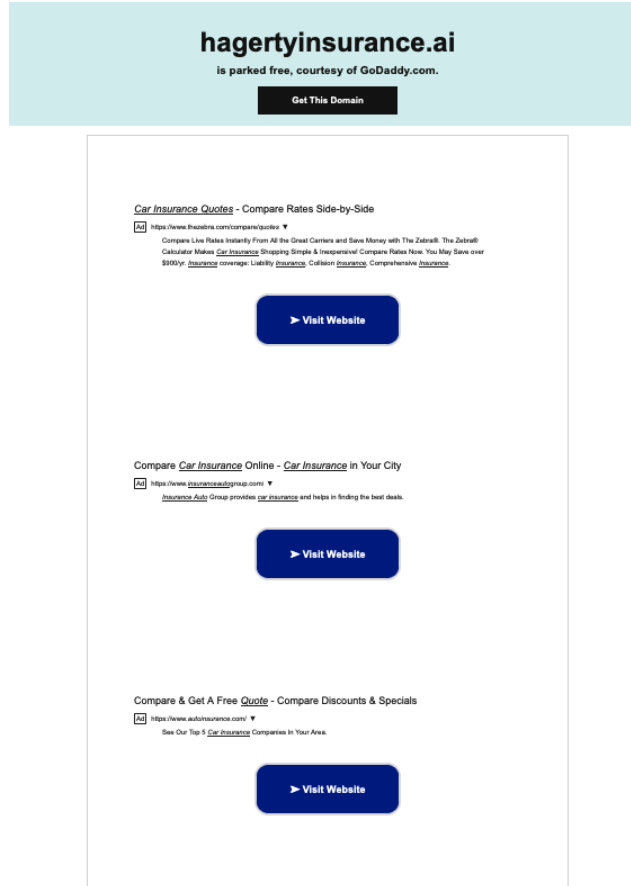 hagertyinsurance.ai
is parked free, courtesy of GoDaddy.com.
Get This Domain
Car Insurance Quotes - Compare Rates Side-by-Side
Ad https://www.thezebra.com/compare/quotes ▼
Compare Live Rates Instantly From All the Great Carriers and Save Money with The Zebra®. The Zebra®
Calculator Makes Car Insurance Shopping Simple & Inexpensive! Compare Rates Now. You May Save over
$900/yr. Insurance coverage: Liability Insurance, Collision Insurance, Comprehensive Insurance.
➤ Visit Website
Compare Car Insurance Online - Car Insurance in Your City
Ad https://www.insuranceautogroup.com/ ▼
Insurance Auto Group provides car insurance and helps in finding the best deals.
➤ Visit Website
Compare & Get A Free Quote - Compare Discounts & Specials
Ad https://www.autoinsurance.com/ ▼
See Our Top 5 Car Insurance Companies In Your Area.
➤ Visit Website